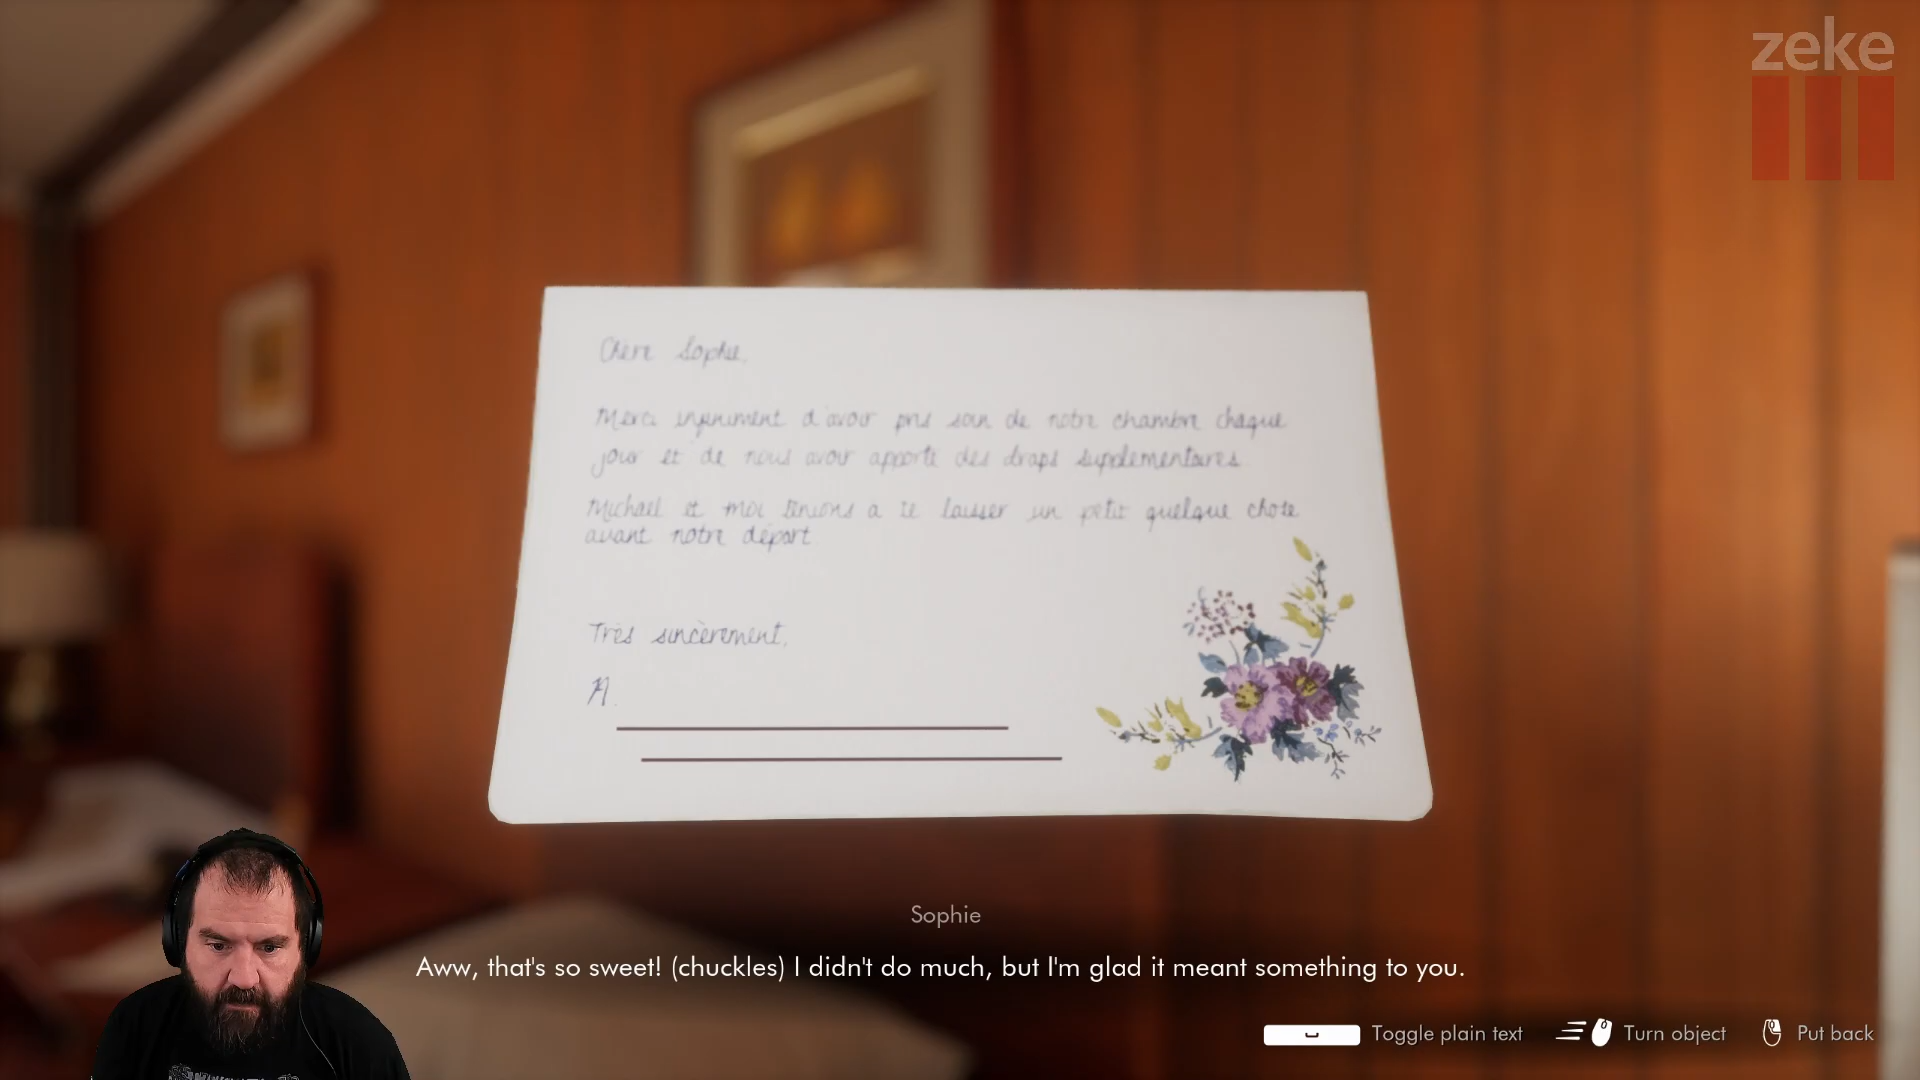 zeke
Chère Sophie,
Merci infiniment d'avoir pris soin de notre chambre chaque
jour et de nous avoir apporté des draps supplémentaires.
Michael et moi tenions à te laisser un petit quelque chose
avant notre départ.
Très sincèrement,
A.
Sophie
Aww, that's so sweet! (chuckles) I didn't do much, but I'm glad it meant something to you.
Toggle plain text Turn object Put back